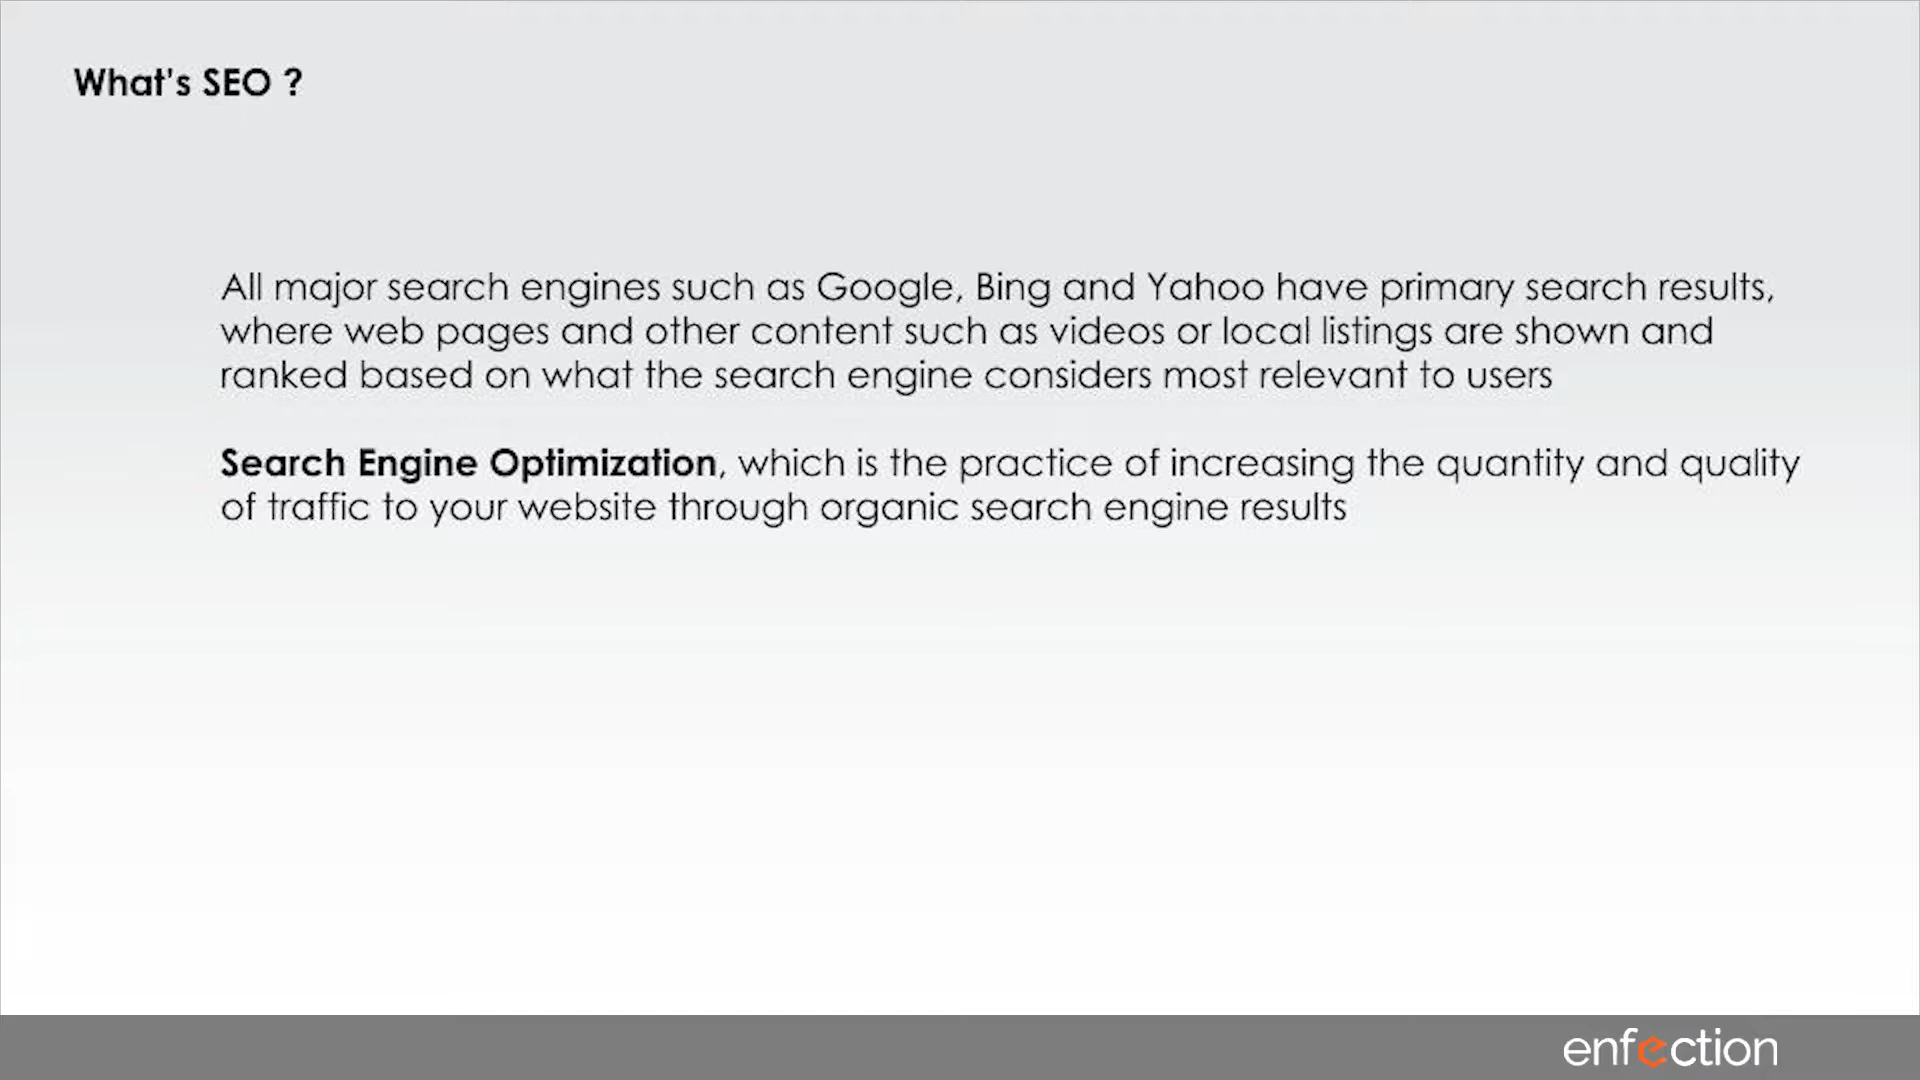 What's SEO ?
All major search engines such as Google, Bing and Yahoo have primary search results,
where web pages and other content such as videos or local listings are shown and
ranked based on what the search engine considers most relevant to users
Search Engine Optimization, which is the practice of increasing the quantity and quality
of traffic to your website through organic search engine results
enfection